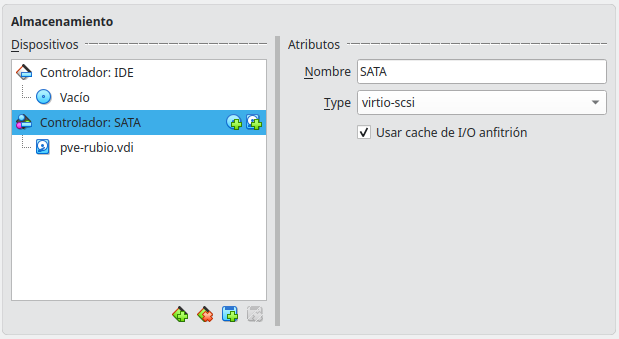 Almacenamiento
Dispositivos
Controlador: IDE
Vacío
Controlador: SATA
pve-rubio.vdi
Atributos
Nombre SATA
Type virtio-scsi
Usar cache de I/O anfitrión